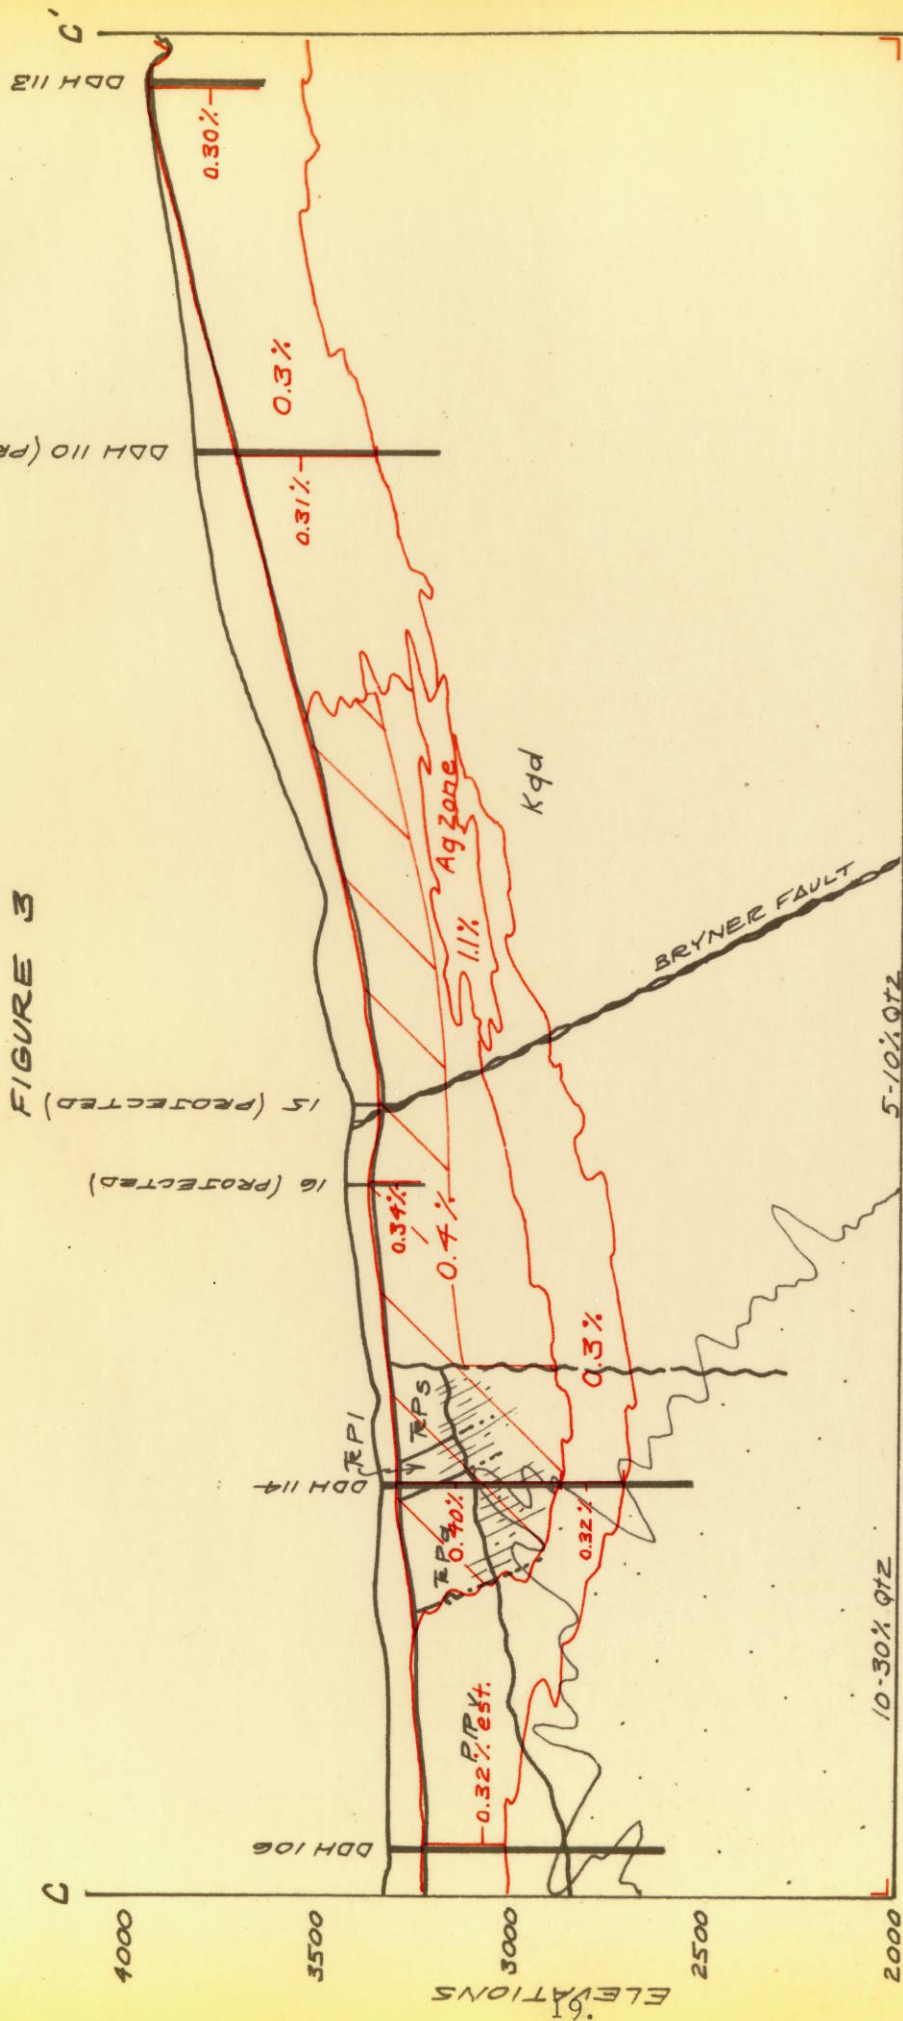 FIGURE 3
C
C'
DDH 106
DDH 114
16 (PROJECTED)
15 (PROJECTED)
DDH 110 (PR
DDH 113
4000
3500
3000
2500
2000
ELEVATIONS
0.32% est.
0.40%
0.32%
0.34%
0.4%
0.3%
1.1%
Ag zone
0.31%
0.3%
0.30%
Kqd
BRYNER FAULT
10-30% Qtz
5-10% Qtz
19.